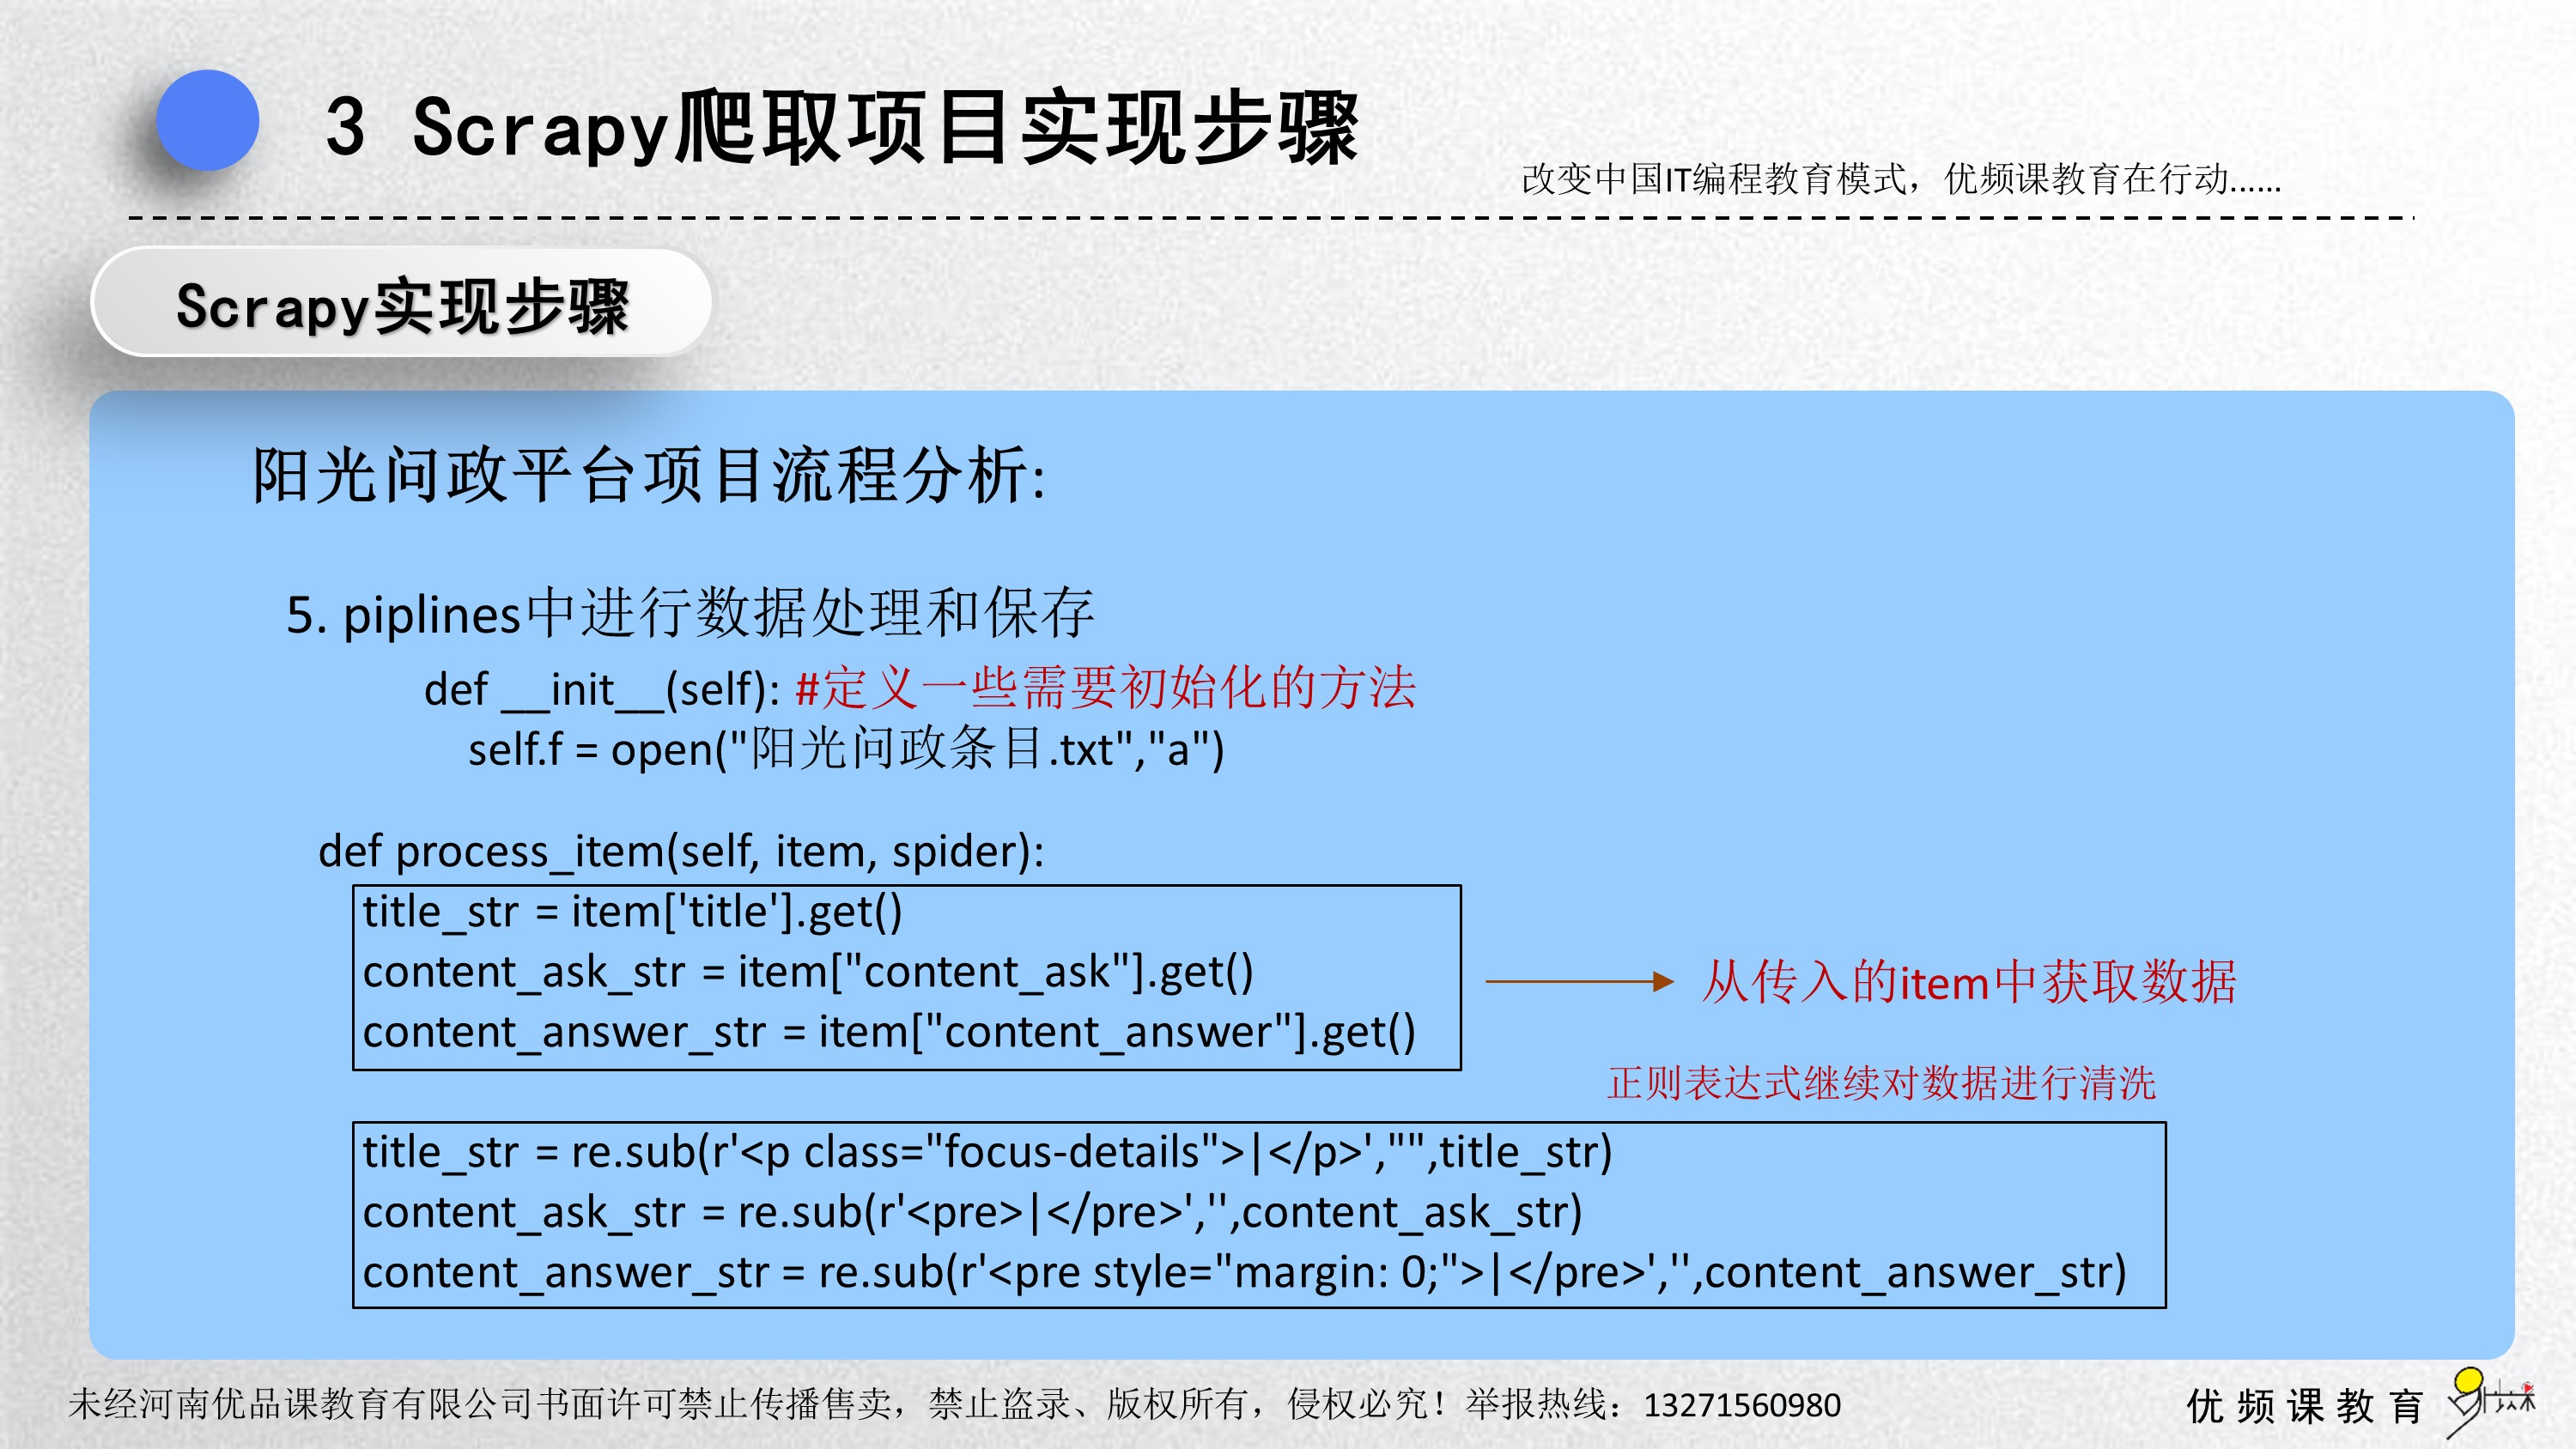 3 Scrapy爬取项目实现步骤
改变中国IT编程教育模式，优频课教育在行动......
Scrapy实现步骤
阳光问政平台项目流程分析:
5. piplines中进行数据处理和保存
def __init__(self): #定义一些需要初始化的方法
self.f = open("阳光问政条目.txt","a")
def process_item(self, item, spider):
title_str = item['title'].get()
content_ask_str = item["content_ask"].get()
content_answer_str = item["content_answer"].get()
从传入的item中获取数据
正则表达式继续对数据进行清洗
title_str = re.sub(r'<p class="focus-details">|</p>',"",title_str)
content_ask_str = re.sub(r'<pre>|</pre>','',content_ask_str)
content_answer_str = re.sub(r'<pre style="margin: 0;">|</pre>','',content_answer_str)
未经河南优品课教育有限公司书面许可禁止传播售卖，禁止盗录、版权所有，侵权必究！举报热线：13271560980
优频课教育